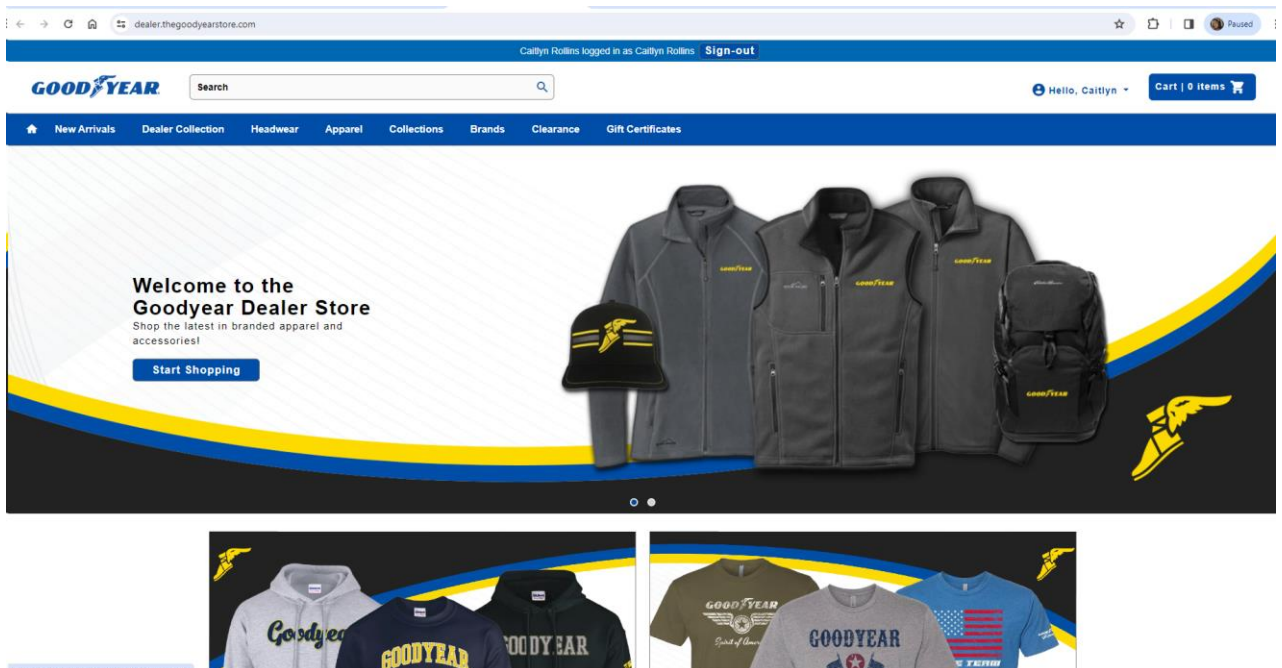 dealer.thegoodyearstore.com
Paused
Caitlyn Rollins logged in as Caitlyn Rollins Sign-out
GOODYEAR
Search
Hello, Caitlyn
Cart | 0 items
New Arrivals Dealer Collection Headwear Apparel Collections Brands Clearance Gift Certificates
Welcome to the
Goodyear Dealer Store
Shop the latest in branded apparel and
accessories!
Start Shopping
GOODYEAR
GOODYEAR
GOODYEAR
GOODYEAR
GOODYEAR
GOODYEAR
GOODYEAR